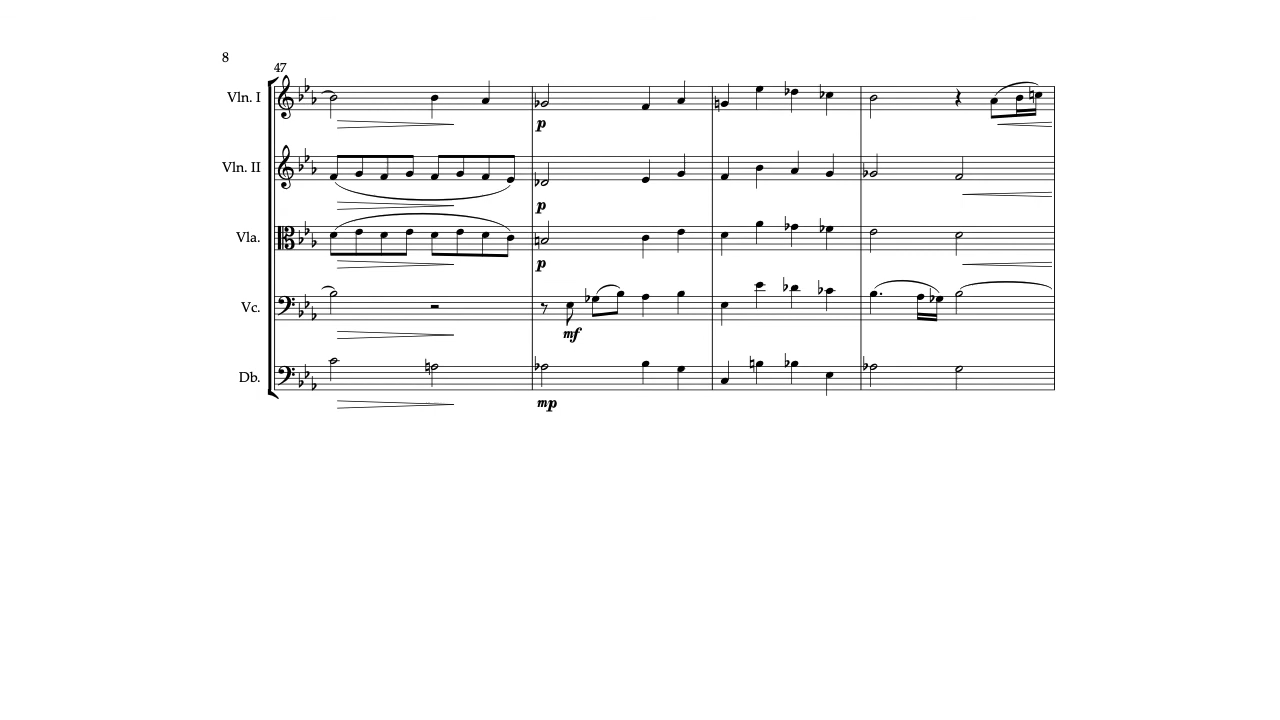 8
47
Vln. I
p
Vln. II
p
Vla.
p
Vc.
mf
Db.
mp